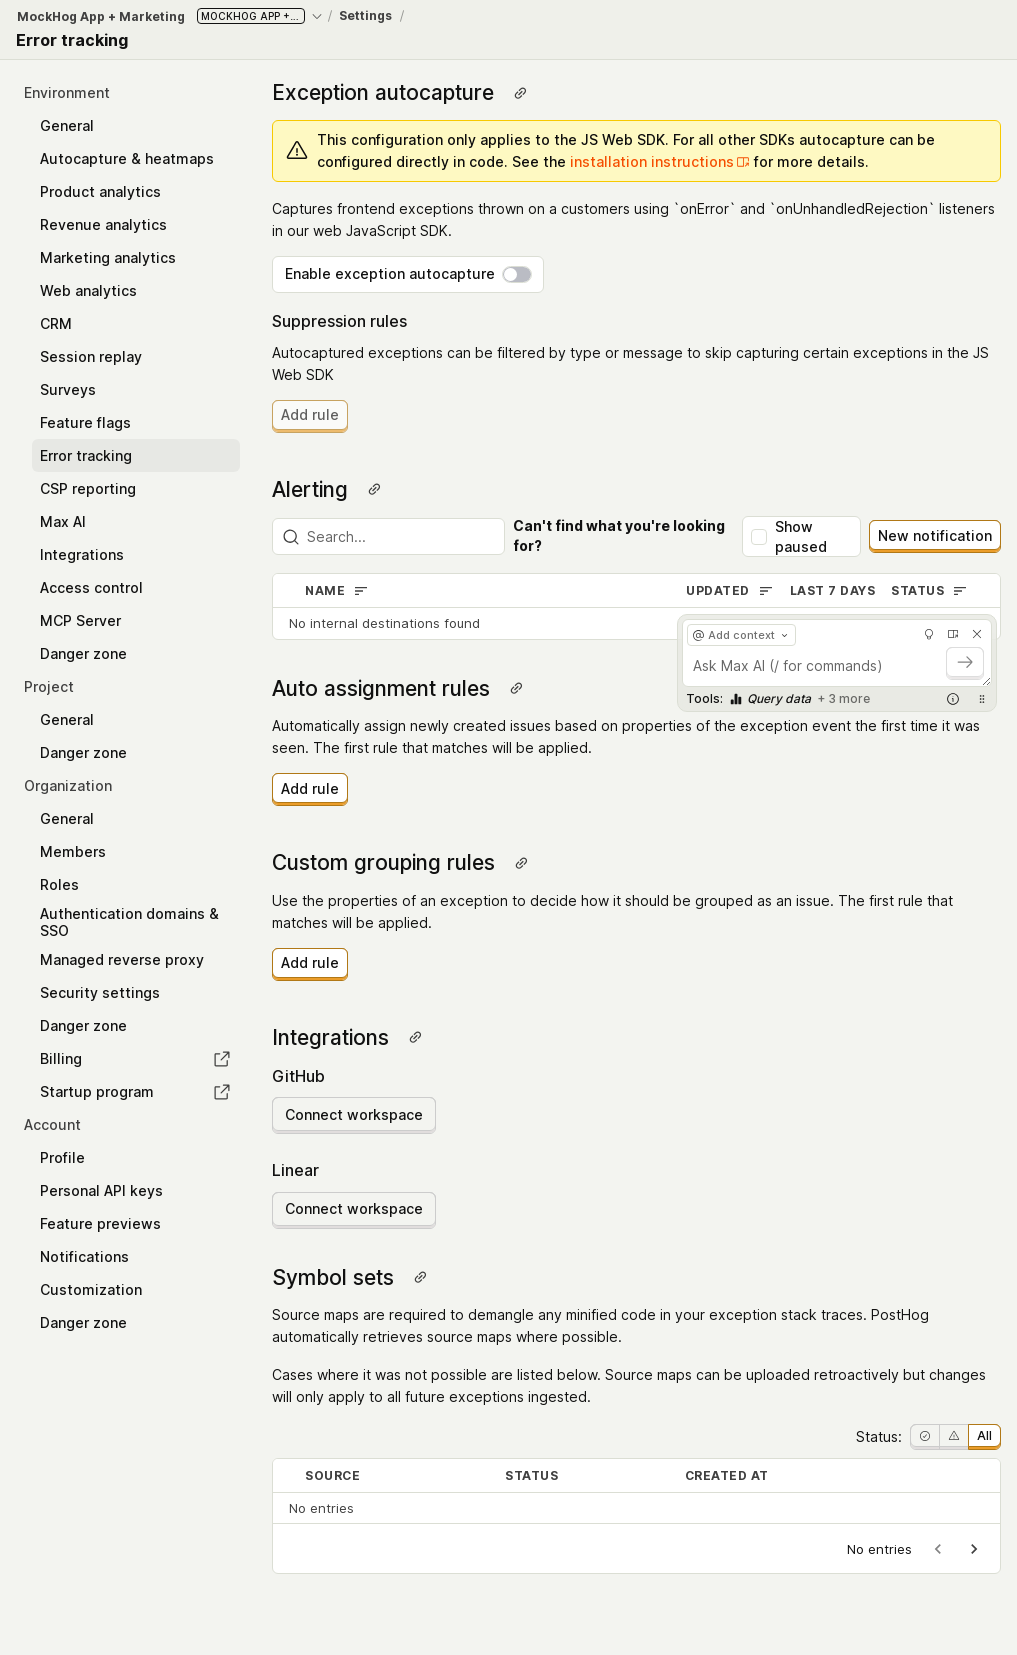 MockHog App + Marketing MOCKHOG APP +... / Settings /
Error tracking
Environment
General
Autocapture & heatmaps
Product analytics
Revenue analytics
Marketing analytics
Web analytics
CRM
Session replay
Surveys
Feature flags
Error tracking
CSP reporting
Max AI
Integrations
Access control
MCP Server
Danger zone
Project
General
Danger zone
Organization
General
Members
Roles
Authentication domains &
SSO
Managed reverse proxy
Security settings
Danger zone
Billing
Startup program
Account
Profile
Personal API keys
Feature previews
Notifications
Customization
Danger zone
Exception autocapture
This configuration only applies to the JS Web SDK. For all other SDKs autocapture can be
configured directly in code. See the installation instructions for more details.
Captures frontend exceptions thrown on a customers using `onError` and `onUnhandledRejection` listeners
in our web JavaScript SDK.
Enable exception autocapture
Suppression rules
Autocaptured exceptions can be filtered by type or message to skip capturing certain exceptions in the JS
Web SDK
Add rule
Alerting
Search...
Can't find what you're looking
for?
Show
paused
New notification
NAME UPDATED LAST 7 DAYS STATUS
No internal destinations found
@ Add context
Ask Max AI (/ for commands)
Tools: Query data + 3 more
Auto assignment rules
Automatically assign newly created issues based on properties of the exception event the first time it was
seen. The first rule that matches will be applied.
Add rule
Custom grouping rules
Use the properties of an exception to decide how it should be grouped as an issue. The first rule that
matches will be applied.
Add rule
Integrations
GitHub
Connect workspace
Linear
Connect workspace
Symbol sets
Source maps are required to demangle any minified code in your exception stack traces. PostHog
automatically retrieves source maps where possible.
Cases where it was not possible are listed below. Source maps can be uploaded retroactively but changes
will only apply to all future exceptions ingested.
Status: All
SOURCE STATUS CREATED AT
No entries
No entries